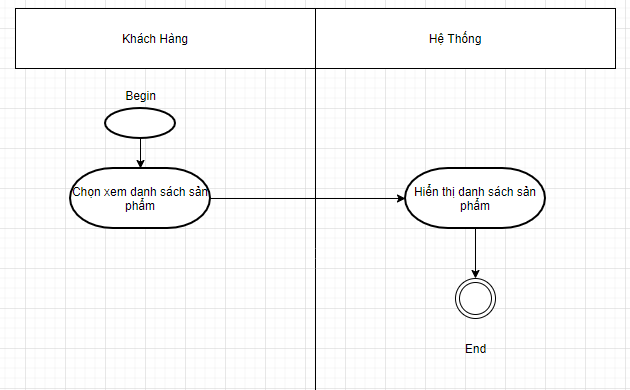 Khách Hàng
Hệ Thống
Begin
Chọn xem danh sách sản
phẩm
Hiển thị danh sách sản
phẩm
End